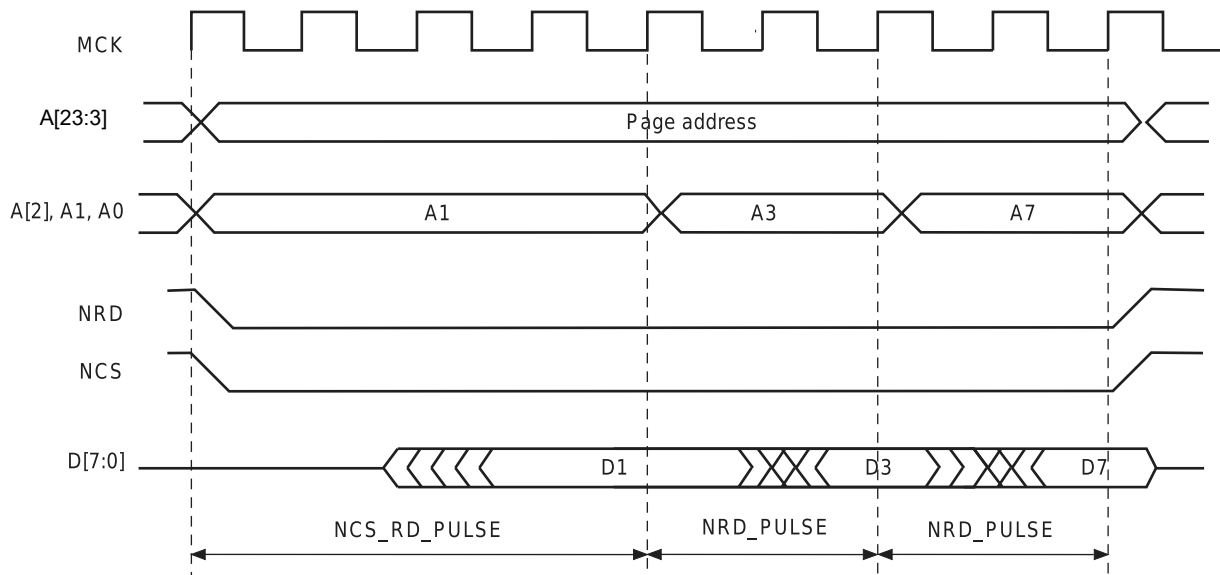 MCK
A[23:3]
Page address
A[2], A1, A0
A1
A3
A7
NRD
NCS
D[7:0]
D1
D3
D7
NCS_RD_PULSE
NRD_PULSE
NRD_PULSE